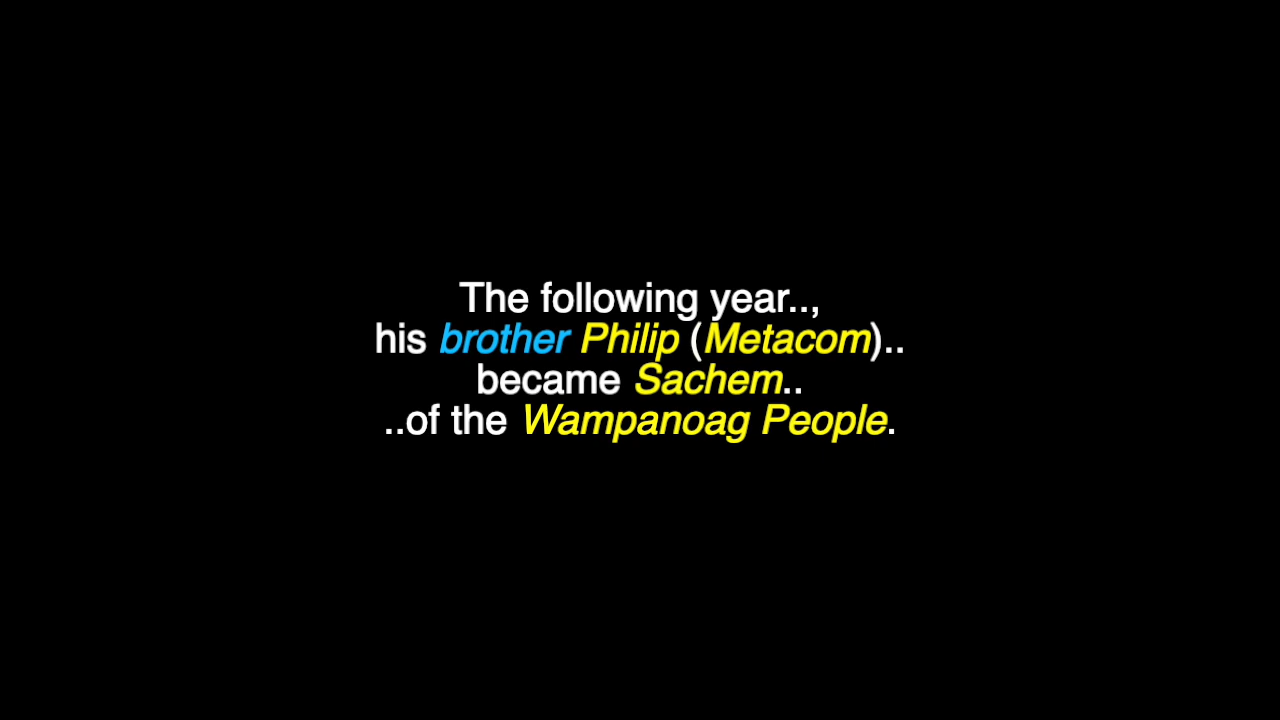 The following year..,
his brother Philip (Metacom)..
became Sachem..
..of the Wampanoag People.